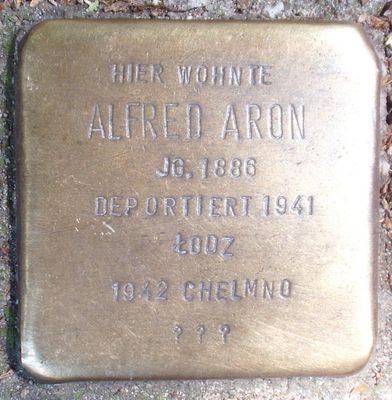 HIER WOHNTE
ALFRED ARON
JG. 1886
DEPORTIERT 1941
ŁODZ
1942 CHELMNO
? ? ?